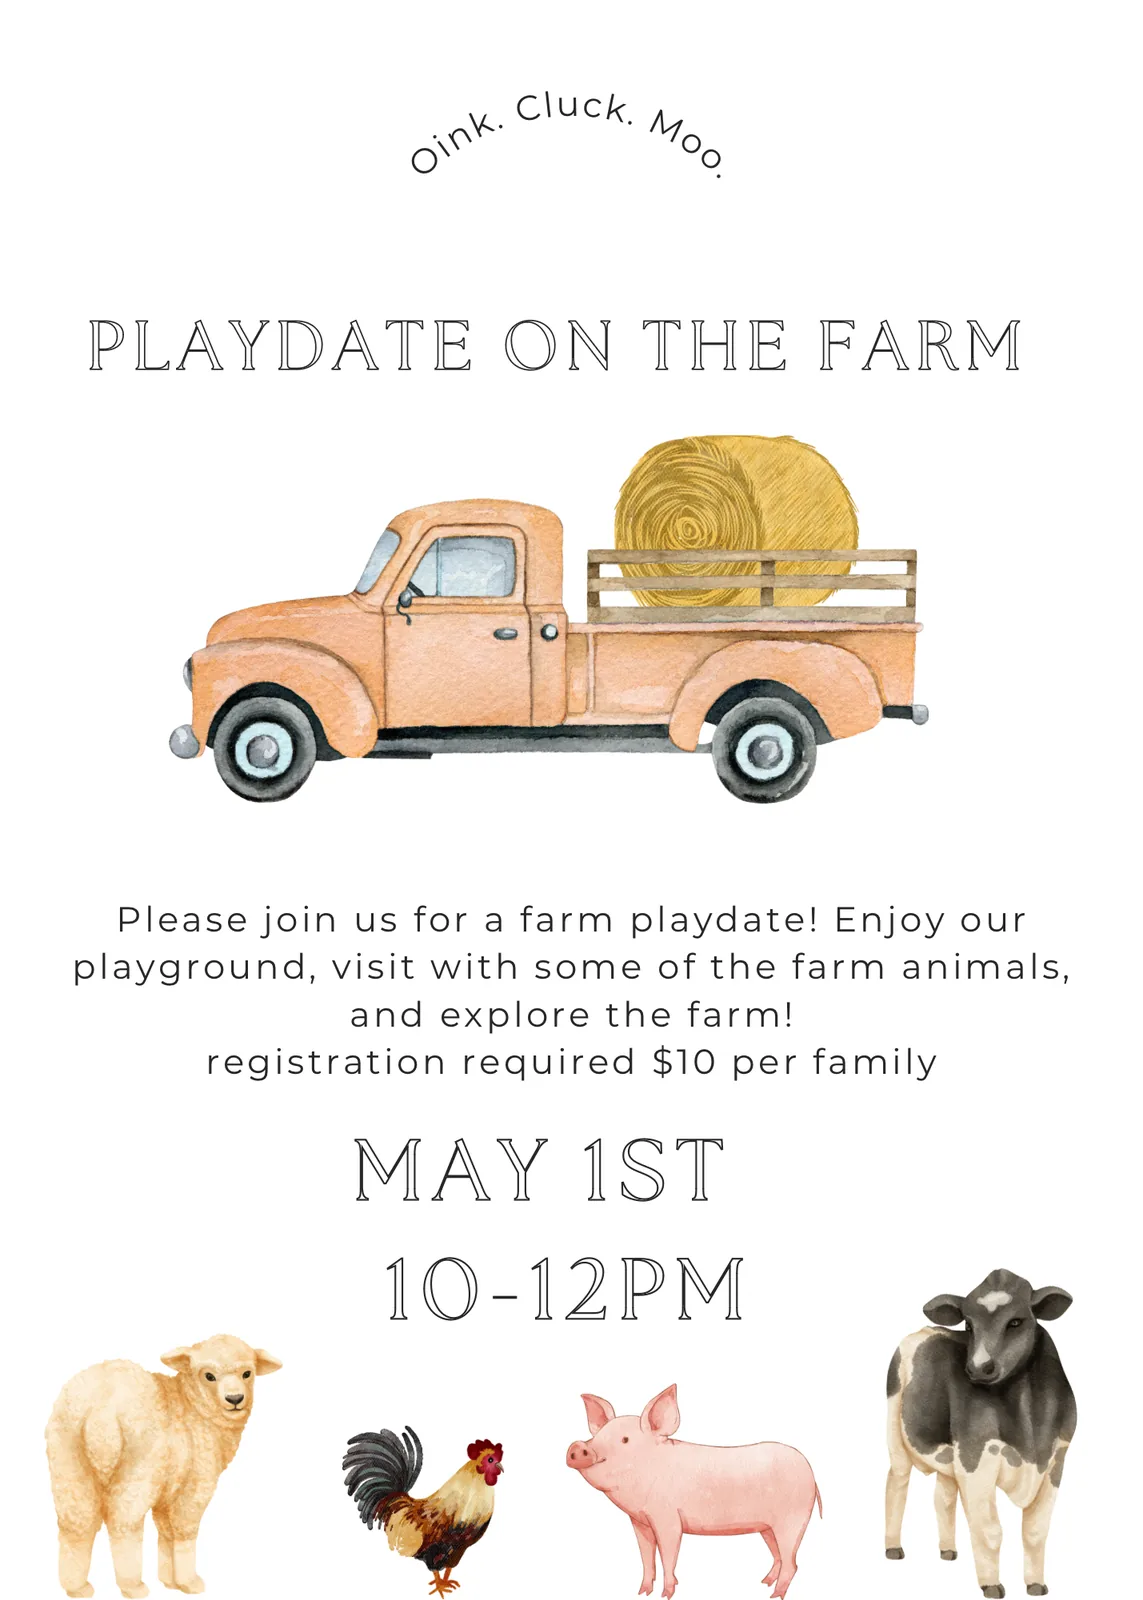 Oink. Cluck. Moo.
PLAYDATE ON THE FARM
Please join us for a farm playdate! Enjoy our
playground, visit with some of the farm animals,
and explore the farm!
registration required $10 per family
MAY 1ST
10-12PM